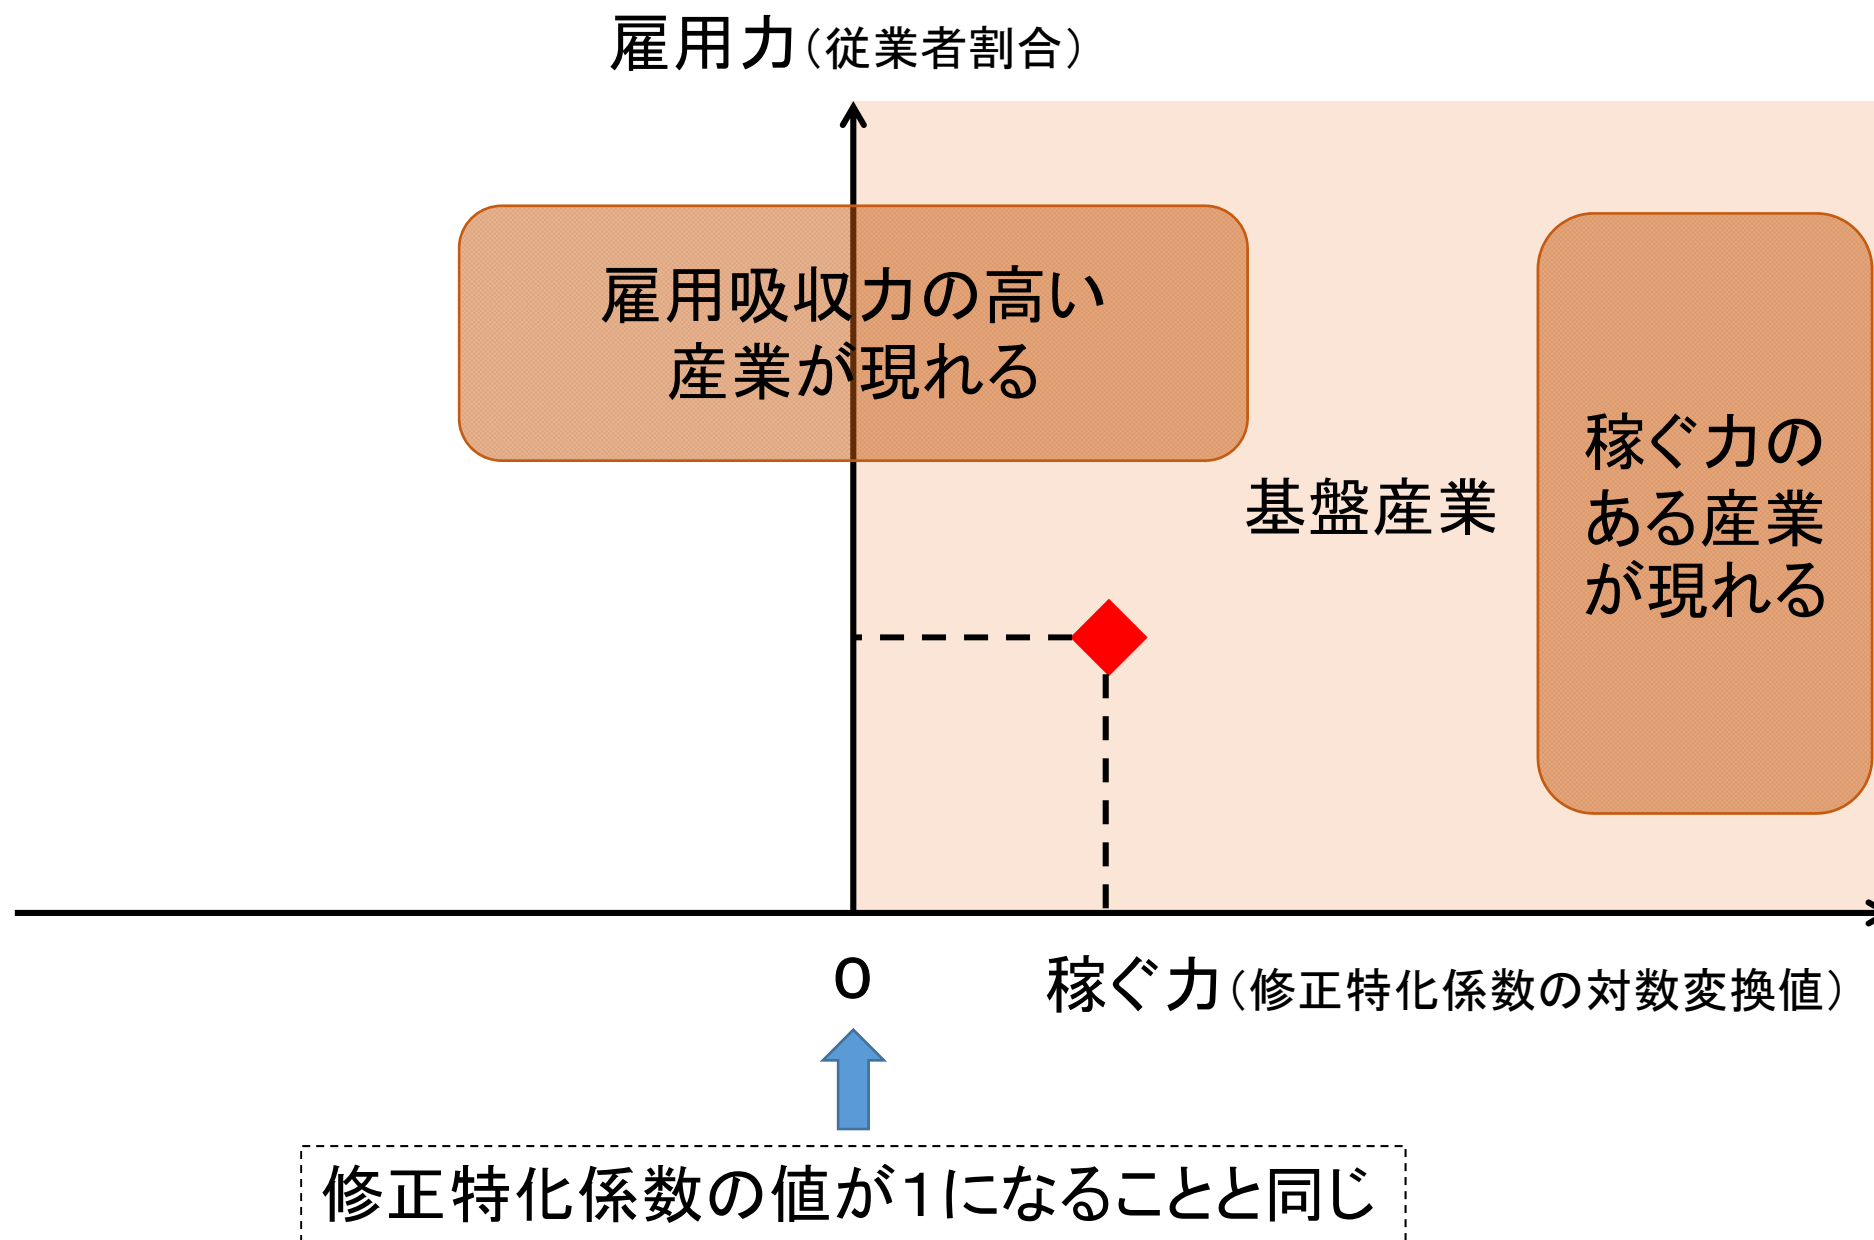 雇用力（従業者割合）
雇用吸収力の高い
産業が現れる
基盤産業
稼ぐ力の
ある産業
が現れる
0
稼ぐ力（修正特化係数の対数変換値）
修正特化係数の値が１になることと同じ